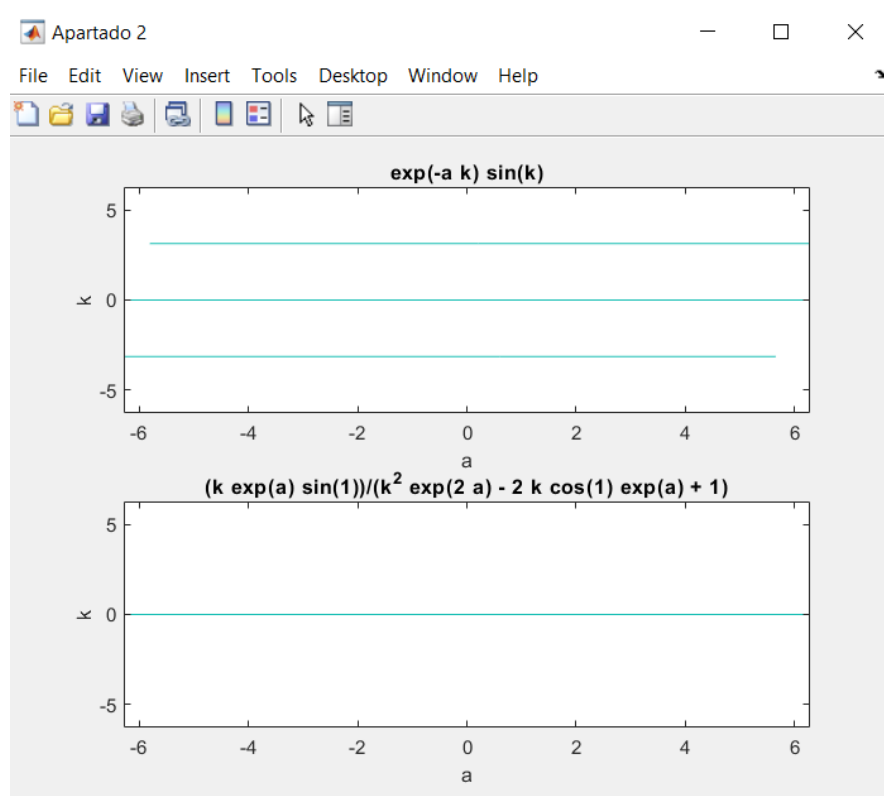 Apartado 2
File Edit View Insert Tools Desktop Window Help
exp(-a k) sin(k)
5
0
-5
k
-6 -4 -2 0 2 4 6
a
(k exp(a) sin(1))/(k² exp(2 a) - 2 k cos(1) exp(a) + 1)
5
0
-5
k
-6 -4 -2 0 2 4 6
a